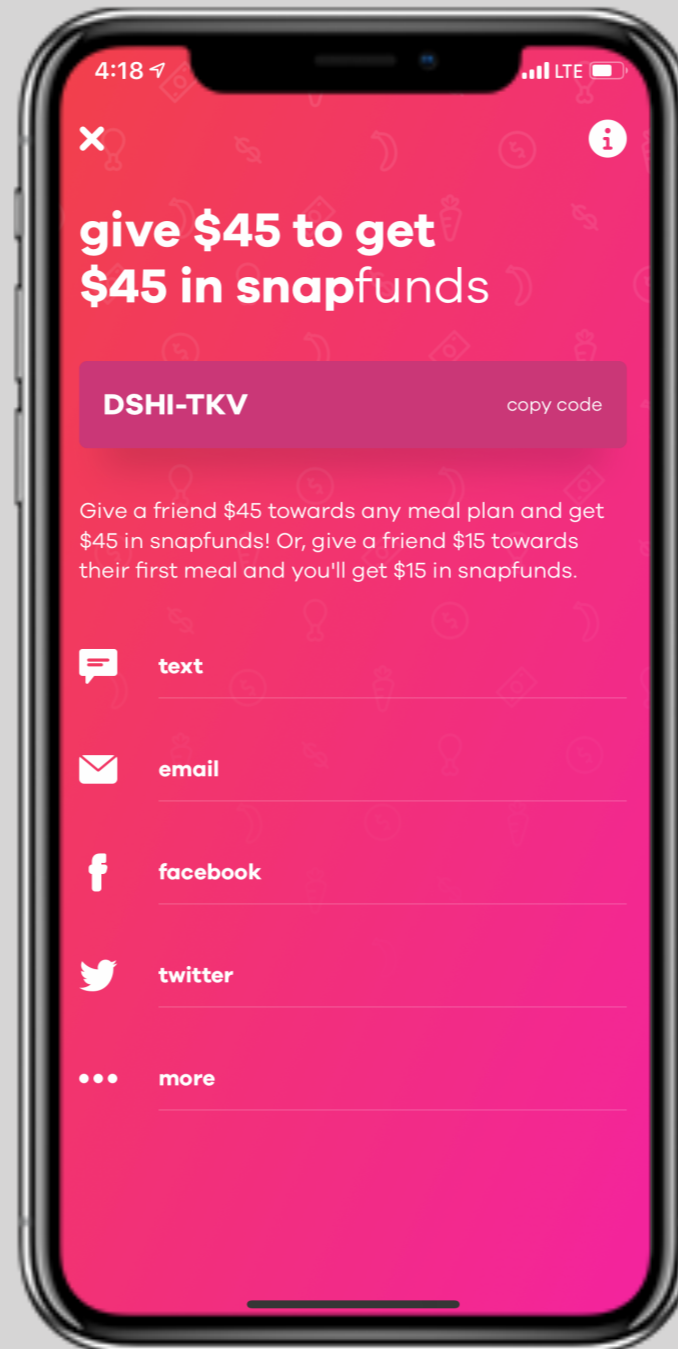 4:18
LTE
give $45 to get
$45 in snapfunds
DSHI-TKV
copy code
Give a friend $45 towards any meal plan and get
$45 in snapfunds! Or, give a friend $15 towards
their first meal and you'll get $15 in snapfunds.
text
email
facebook
twitter
more